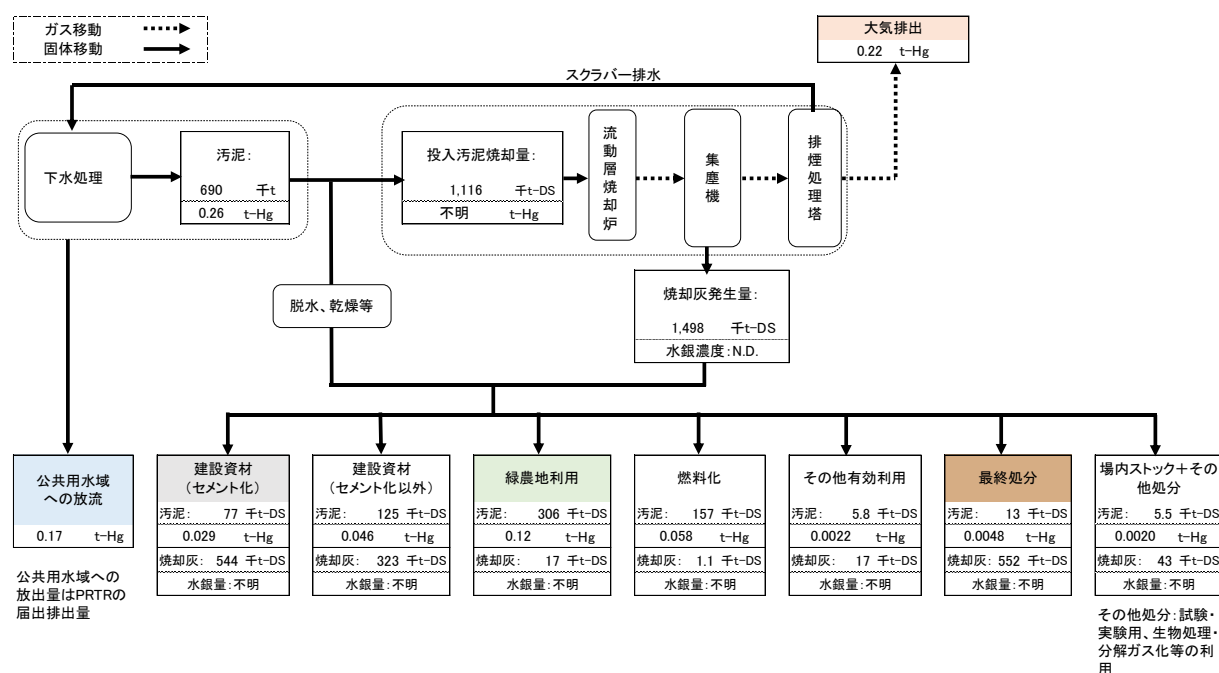 ガス移動
固体移動
大気排出
0.22 t-Hg
スクラバー排水
下水処理
汚泥:
690 千t
0.26 t-Hg
投入汚泥焼却量:
1,116 千t-DS
不明 t-Hg
流動層焼却炉
集塵機
排煙処理塔
脱水、乾燥等
焼却灰発生量:
1,498 千t-DS
水銀濃度:N.D.
公共用水域
への放流
0.17 t-Hg
公共用水域への
放出量はPRTRの
届出排出量
建設資材
(セメント化)
汚泥: 77 千t-DS
0.029 t-Hg
焼却灰: 544 千t-DS
水銀量:不明
建設資材
(セメント化以外)
汚泥: 125 千t-DS
0.046 t-Hg
焼却灰: 323 千t-DS
水銀量:不明
緑農地利用
汚泥: 306 千t-DS
0.12 t-Hg
焼却灰: 17 千t-DS
水銀量:不明
燃料化
汚泥: 157 千t-DS
0.058 t-Hg
焼却灰: 1.1 千t-DS
水銀量:不明
その他有効利用
汚泥: 5.8 千t-DS
0.0022 t-Hg
焼却灰: 17 千t-DS
水銀量:不明
最終処分
汚泥: 13 千t-DS
0.0048 t-Hg
焼却灰: 552 千t-DS
水銀量:不明
場内ストック+その
他処分
汚泥: 5.5 千t-DS
0.0020 t-Hg
焼却灰: 43 千t-DS
水銀量:不明
その他処分:試験・
実験用、生物処理・
分解ガス化等の利
用